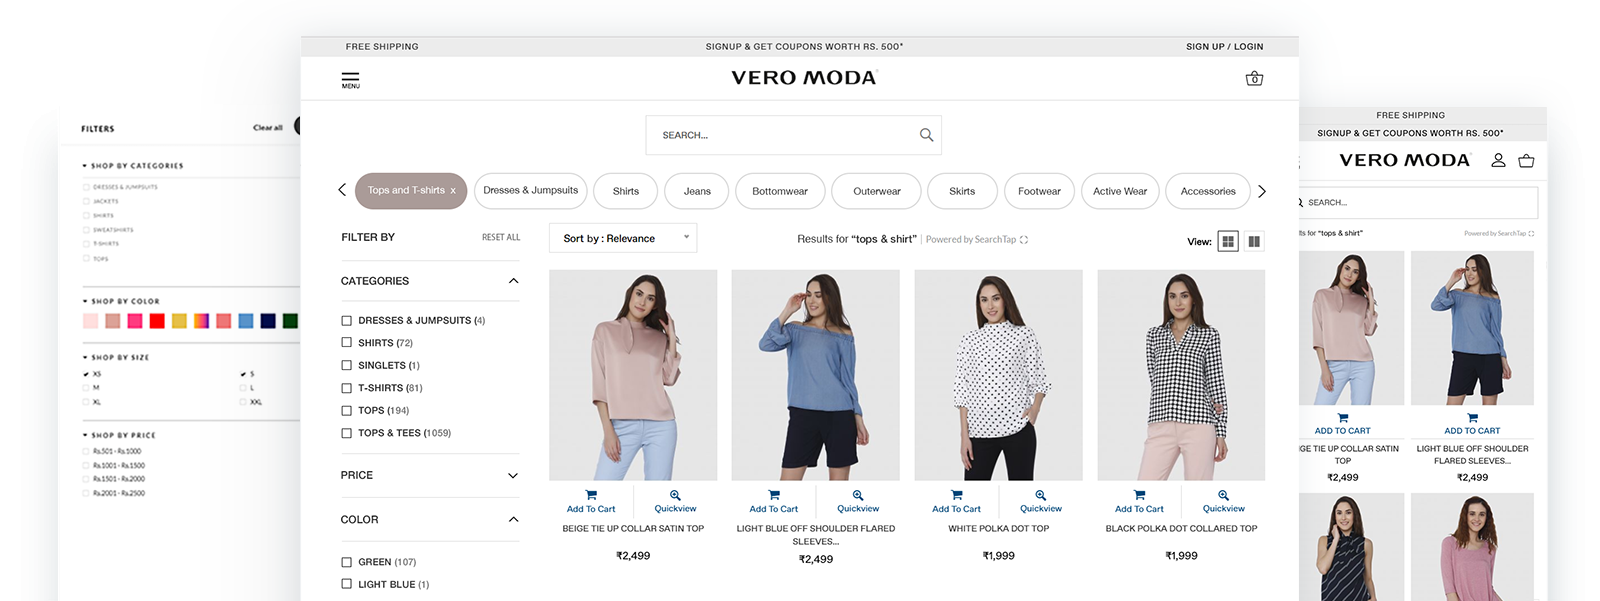 FREE SHIPPING
SIGNUP & GET COUPONS WORTH RS. 500*
SIGN UP / LOGIN
MENU
VERO MODA
0
SEARCH...
Tops and T-shirts x
Dresses & Jumpsuits
Shirts
Jeans
Bottomwear
Outerwear
Skirts
Footwear
Active Wear
Accessories
FILTER BY
RESET ALL
Sort by : Relevance
Results for “tops & shirt”
Powered by SearchTap
View:
CATEGORIES
DRESSES & JUMPSUITS (4)
SHIRTS (72)
SINGLETS (1)
T-SHIRTS (81)
TOPS (194)
TOPS & TEES (1059)
PRICE
COLOR
GREEN (107)
LIGHT BLUE (1)
Add To Cart
Quickview
BEIGE TIE UP COLLAR SATIN TOP
₹2,499
Add To Cart
Quickview
LIGHT BLUE OFF SHOULDER FLARED
SLEEVES...
₹2,499
Add To Cart
Quickview
WHITE POLKA DOT TOP
₹1,999
Add To Cart
Quickview
BLACK POLKA DOT COLLARED TOP
₹1,999
FILTERS
Clear all
SHOP BY CATEGORIES
DRESSES & JUMPSUITS
JACKETS
SHIRTS
SWEATSHIRTS
T-SHIRTS
TOPS
SHOP BY COLOR
SHOP BY SIZE
XS
S
M
L
XL
XXL
SHOP BY PRICE
Rs.501 - Rs.1000
Rs.1001 - Rs.1500
Rs.1501 - Rs.2000
Rs.2001 - Rs.2500
FREE SHIPPING
SIGNUP & GET COUPONS WORTH RS. 500*
VERO MODA
SEARCH...
ts for “tops & shirt”
Powered by SearchTap
ADD TO CART
IGE TIE UP COLLAR SATIN
TOP
₹2,499
ADD TO CART
LIGHT BLUE OFF SHOULDER
FLARED SLEEVES...
₹2,499